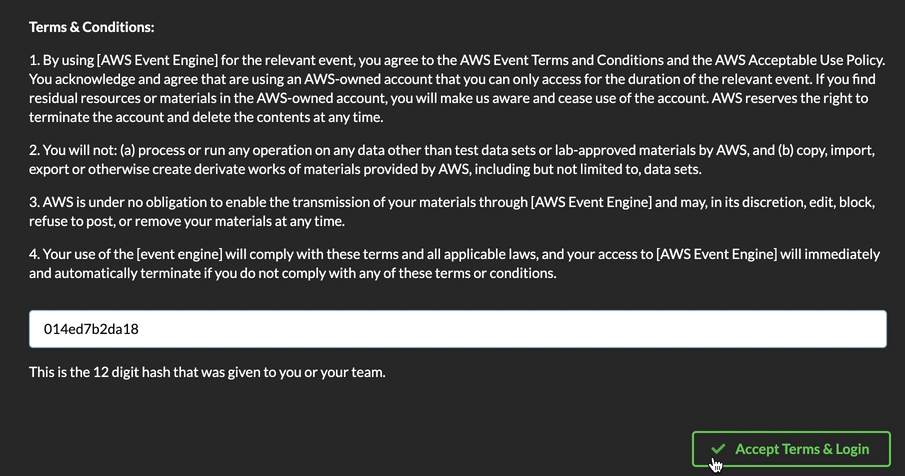 Terms & Conditions:
1. By using [AWS Event Engine] for the relevant event, you agree to the AWS Event Terms and Conditions and the AWS Acceptable Use Policy.
You acknowledge and agree that are using an AWS-owned account that you can only access for the duration of the relevant event. If you find
residual resources or materials in the AWS-owned account, you will make us aware and cease use of the account. AWS reserves the right to
terminate the account and delete the contents at any time.
2. You will not: (a) process or run any operation on any data other than test data sets or lab-approved materials by AWS, and (b) copy, import,
export or otherwise create derivate works of materials provided by AWS, including but not limited to, data sets.
3. AWS is under no obligation to enable the transmission of your materials through [AWS Event Engine] and may, in its discretion, edit, block,
refuse to post, or remove your materials at any time.
4. Your use of the [event engine] will comply with these terms and all applicable laws, and your access to [AWS Event Engine] will immediately
and automatically terminate if you do not comply with any of these terms or conditions.
014ed7b2da18
This is the 12 digit hash that was given to you or your team.
Accept Terms & Login